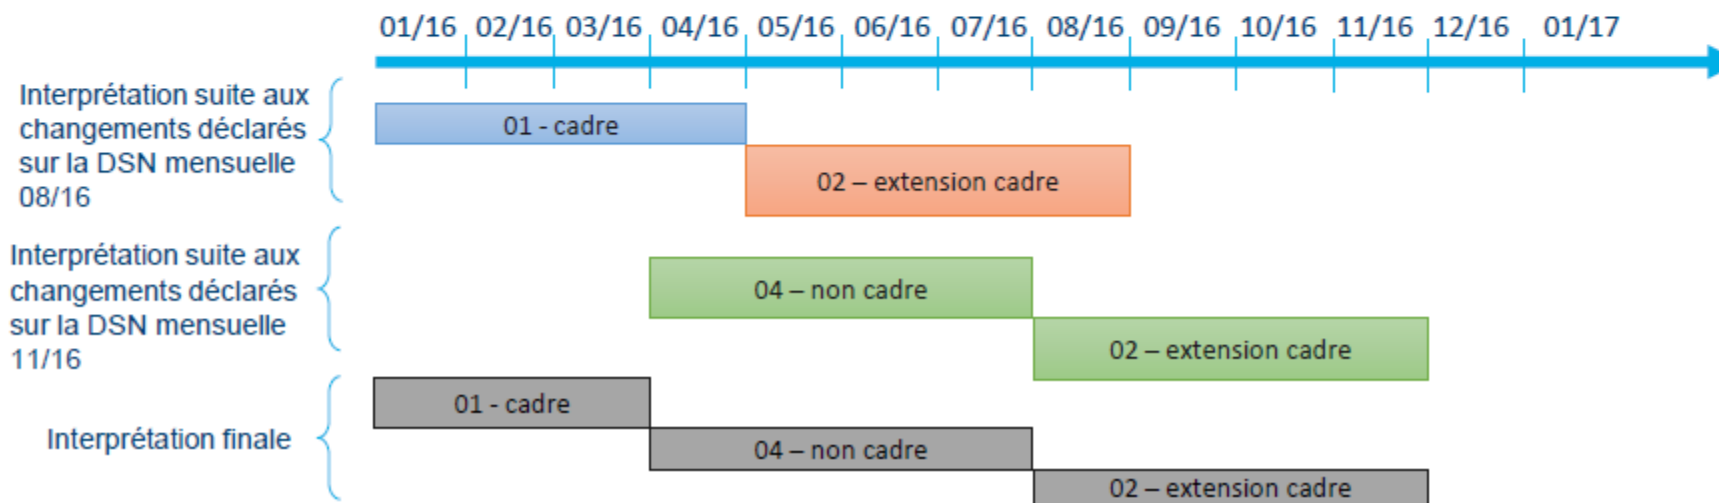 01/16 02/16 03/16 04/16 05/16 06/16 07/16 08/16 09/16 10/16 11/16 12/16 01/17
Interprétation suite aux
changements déclarés
sur la DSN mensuelle
08/16
01 - cadre
02 – extension cadre
Interprétation suite aux
changements déclarés
sur la DSN mensuelle
11/16
04 – non cadre
02 – extension cadre
Interprétation finale
01 - cadre
04 – non cadre
02 – extension cadre